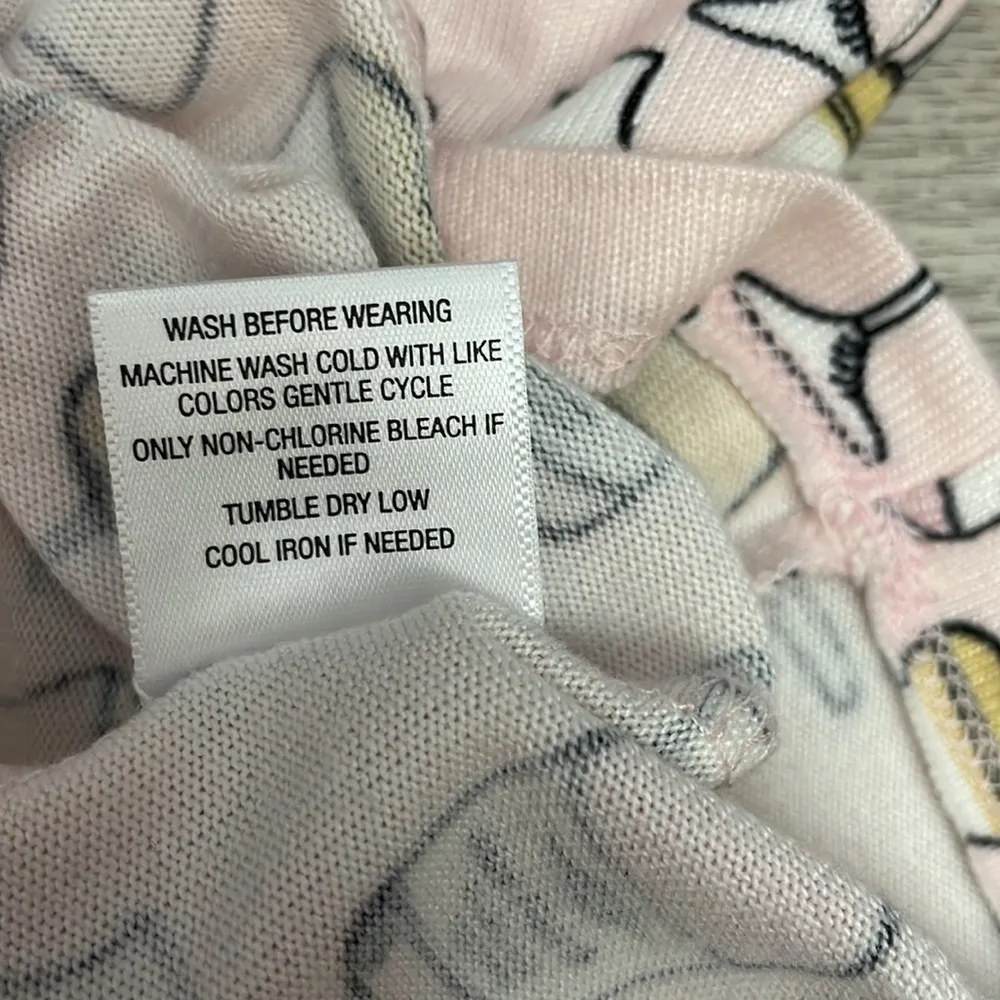 WASH BEFORE WEARING
MACHINE WASH COLD WITH LIKE
COLORS GENTLE CYCLE
ONLY NON-CHLORINE BLEACH IF
NEEDED
TUMBLE DRY LOW
COOL IRON IF NEEDED